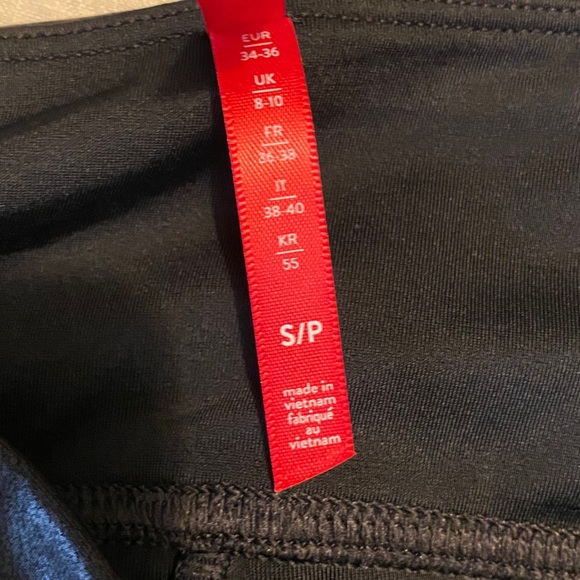 EUR
34-36
UK
8-10
FR
36-38
IT
38-40
KR
55
S/P
made in
vietnam
fabriqué
au
vietnam